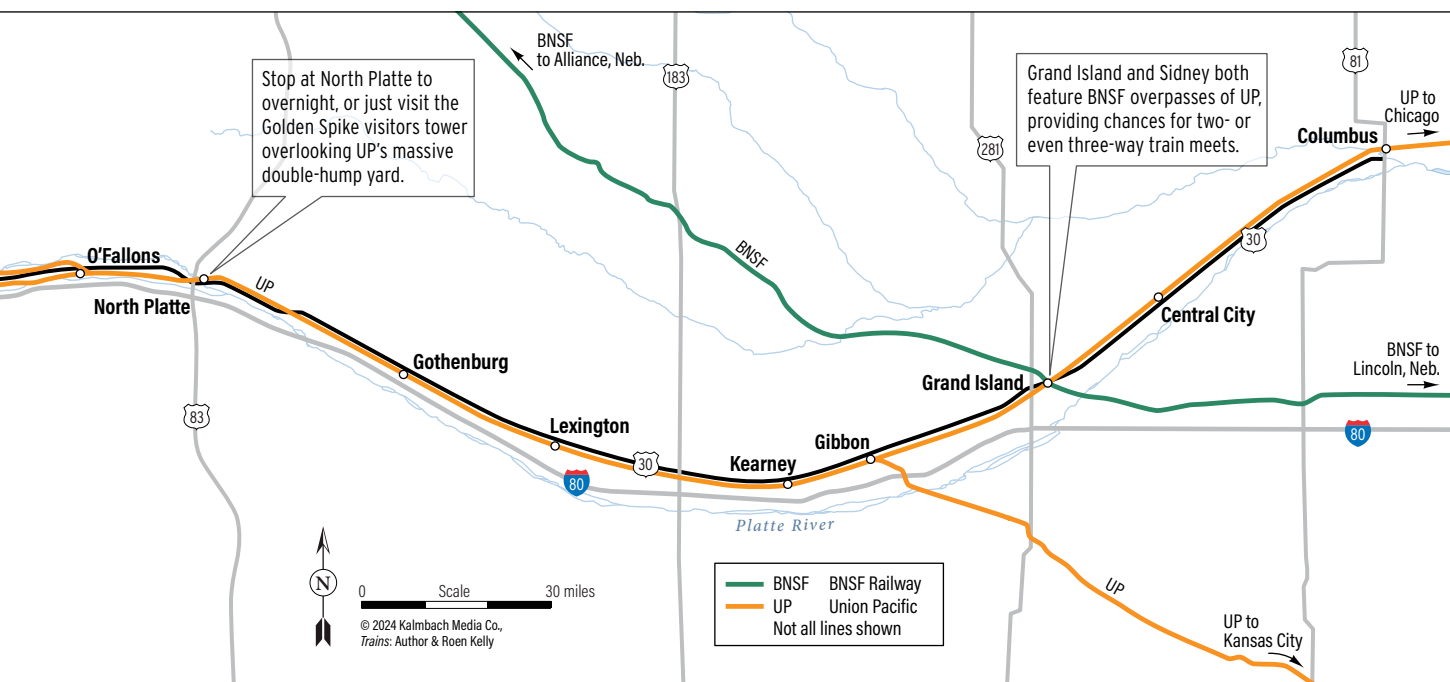 BNSF
to Alliance, Neb.
183
81
Stop at North Platte to
overnight, or just visit the
Golden Spike visitors tower
overlooking UP’s massive
double-hump yard.
Grand Island and Sidney both
feature BNSF overpasses of UP,
providing chances for two- or
even three-way train meets.
UP to
Chicago
Columbus
281
BNSF
30
O’Fallons
UP
North Platte
Central City
Gothenburg
BNSF to
Lincoln, Neb.
Grand Island
83
Lexington
Gibbon
80
30
Kearney
80
Platte River
N
0 Scale 30 miles
© 2024 Kalmbach Media Co.,
Trains: Author & Roen Kelly
BNSF BNSF Railway
UP Union Pacific
Not all lines shown
UP
UP to
Kansas City